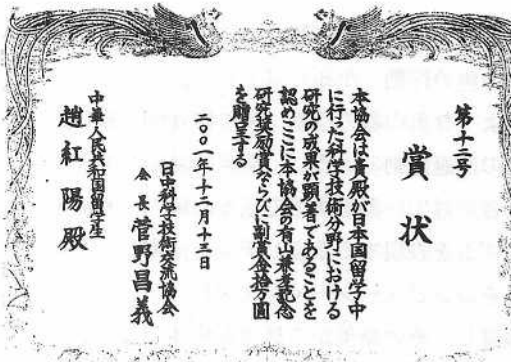 第十二号
賞状
本協会は貴殿が日本国留学中
に行った科学技術分野における
研究の成果が顕著であることを
認めここに本協会の有山兼孝記念
研究奨励賞ならびに副賞金拾万圓
を贈呈する
二〇〇一年十二月十三日
日中科学技術交流協会
会長 菅野昌義
中華人民共和国留学生
趙紅陽殿